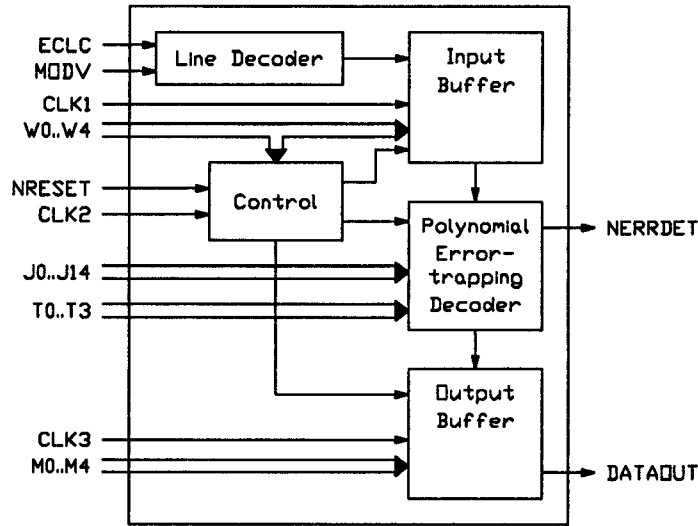 ECLC
MODV
Line Decoder
Input
Buffer
CLK1
W0..W4
NRESET
CLK2
Control
Polynomial
Error-
trapping
Decoder
NERRDET
J0..J14
T0..T3
Output
Buffer
CLK3
M0..M4
DATAOUT